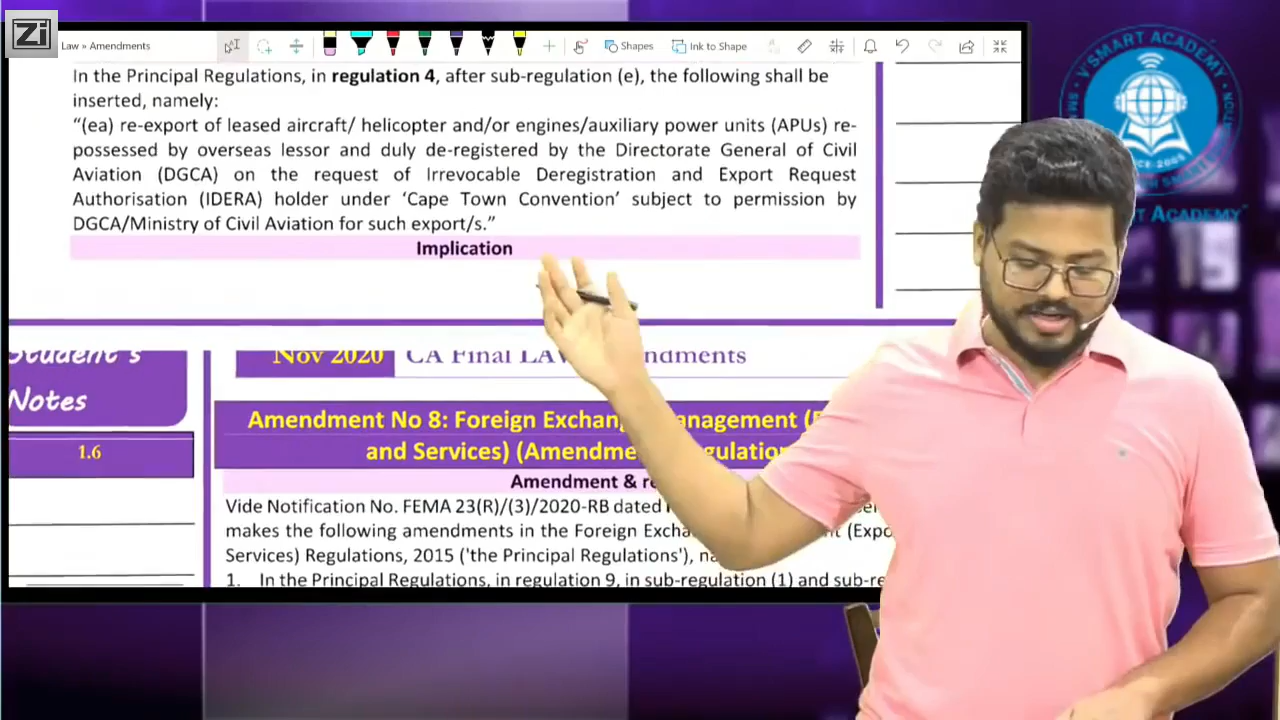 Zi
Law » Amendments
Shapes
Ink to Shape
In the Principal Regulations, in regulation 4, after sub-regulation (e), the following shall be
inserted, namely:
“(ea) re-export of leased aircraft/ helicopter and/or engines/auxiliary power units (APUs) re-
possessed by overseas lessor and duly de-registered by the Directorate General of Civil
Aviation (DGCA) on the request of Irrevocable Deregistration and Export Request
Authorisation (IDERA) holder under ‘Cape Town Convention’ subject to permission by
DGCA/Ministry of Civil Aviation for such export/s.”
Implication
V'SMART ACADEMY
Student's
Notes
1.6
Nov 2020
CA Final LAW
Amendment No 8: Foreign
and Services)
Amendment &
Vide Notification No. FEMA 23(R)/(3)/2020-RB dated
makes the following amendments in the Foreign
Services) Regulations, 2015 ('the Principal Regulations'),
1. In the Principal Regulations, in regulation 9, in sub-regulation (1) and